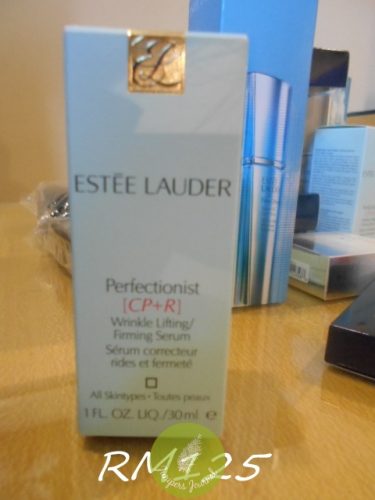 ESTĒE LAUDER
Perfectionist
[CP+R]
Wrinkle Lifting/
Firming Serum
Sérum correcteur
rides et fermeté
All Skintypes • Toutes peaux
1 FL. OZ. LIQ./30 ml e
RM125